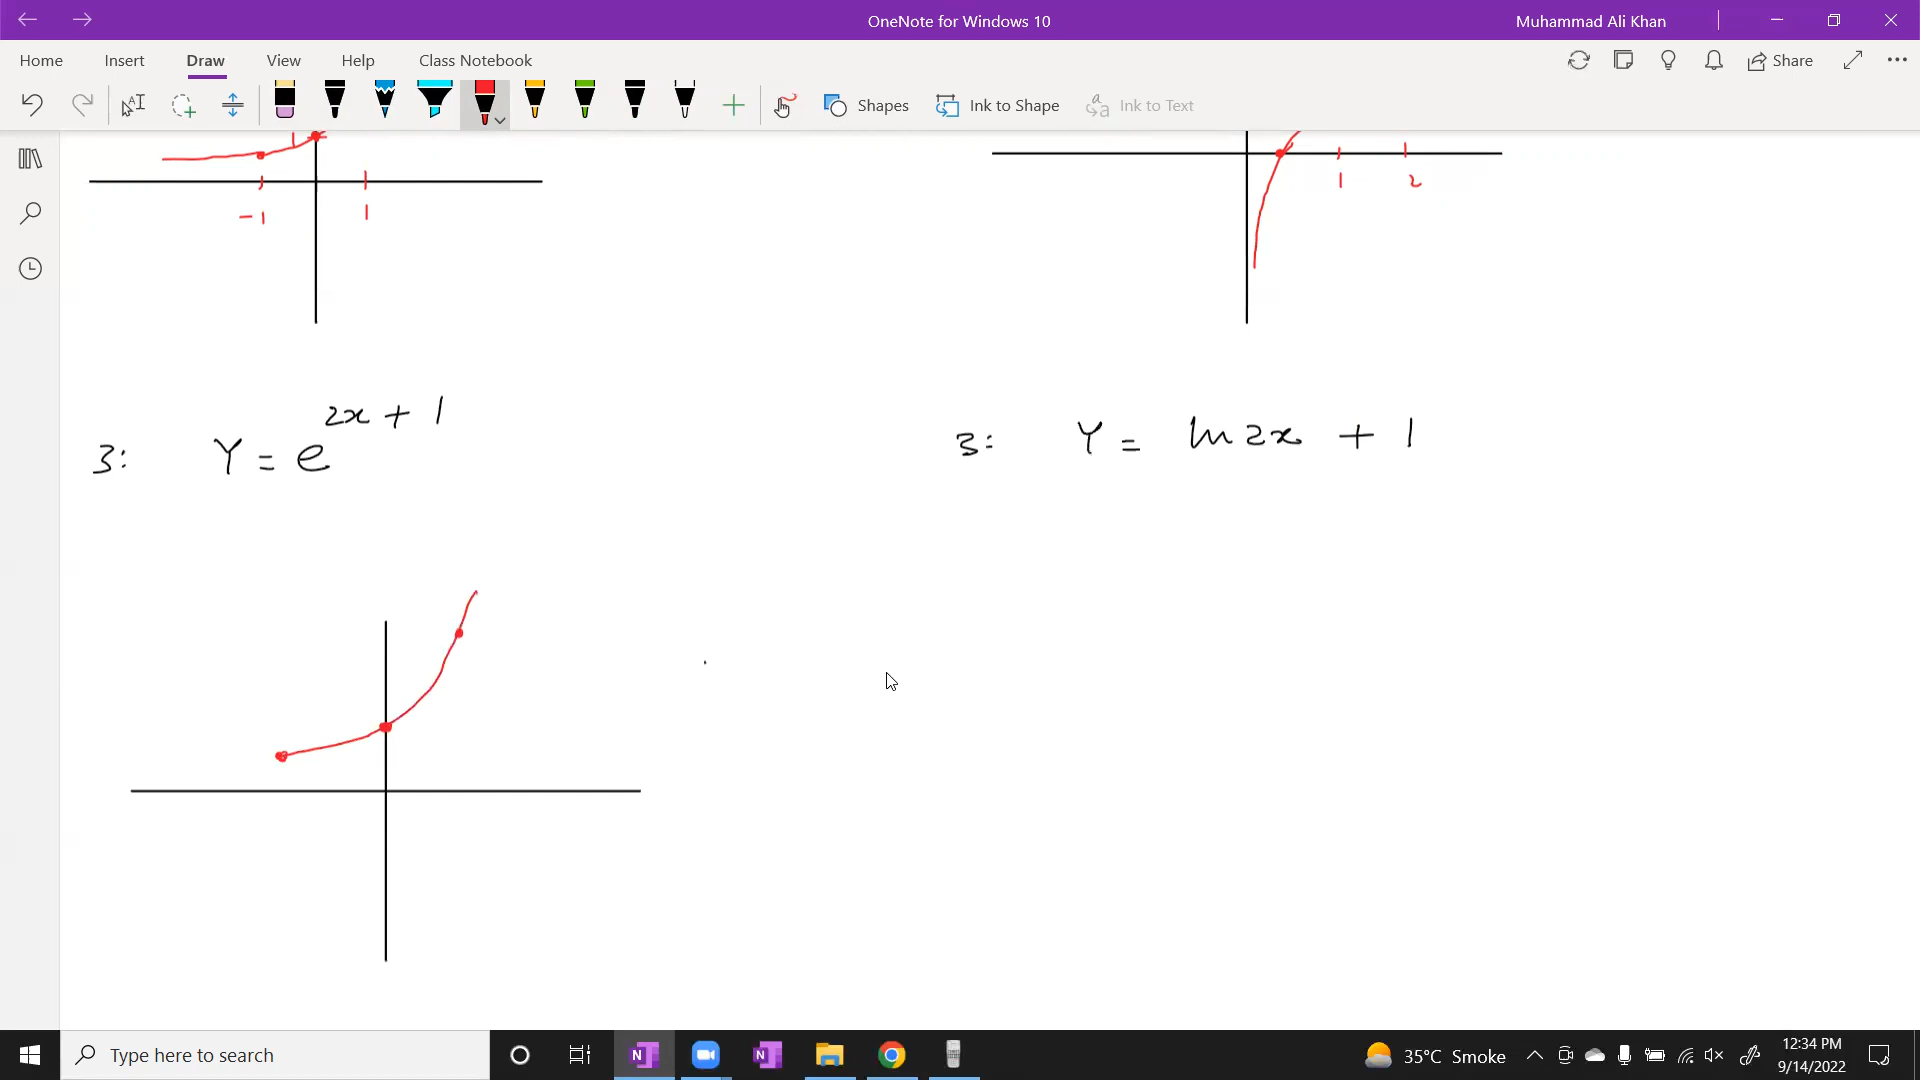 OneNote for Windows 10
Muhammad Ali Khan
Home Insert Draw View Help Class Notebook
Share
Shapes
Ink to Shape
Ink to Text
1
-1 1
1 2
3: Y = e^{2x + 1}
3: Y = ln 2x + 1
Type here to search
35°C Smoke
12:34 PM
9/14/2022